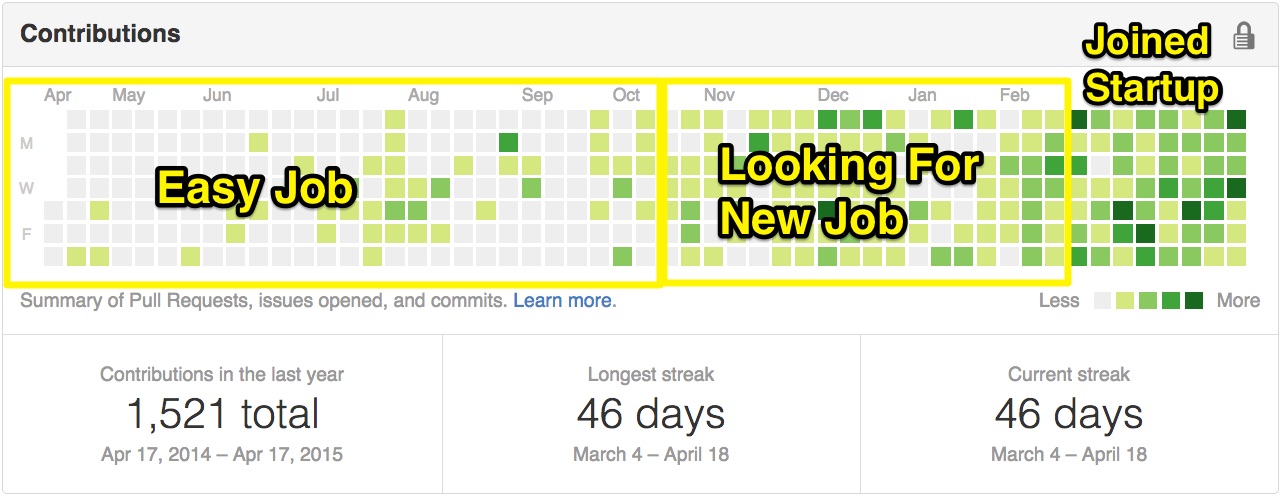 Contributions
Joined
Startup
Apr May Jun Jul Aug Sep Oct Nov Dec Jan Feb
M
W
F
Easy Job
Looking For
New Job
Summary of Pull Requests, issues opened, and commits. Learn more.
Less More
Contributions in the last year
1,521 total
Apr 17, 2014 – Apr 17, 2015
Longest streak
46 days
March 4 – April 18
Current streak
46 days
March 4 – April 18